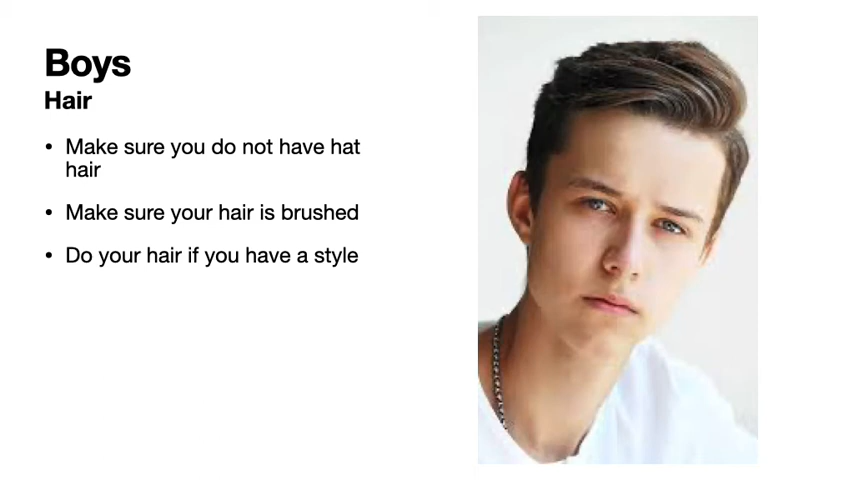 Boys
Hair
• Make sure you do not have hat
hair
• Make sure your hair is brushed
• Do your hair if you have a style